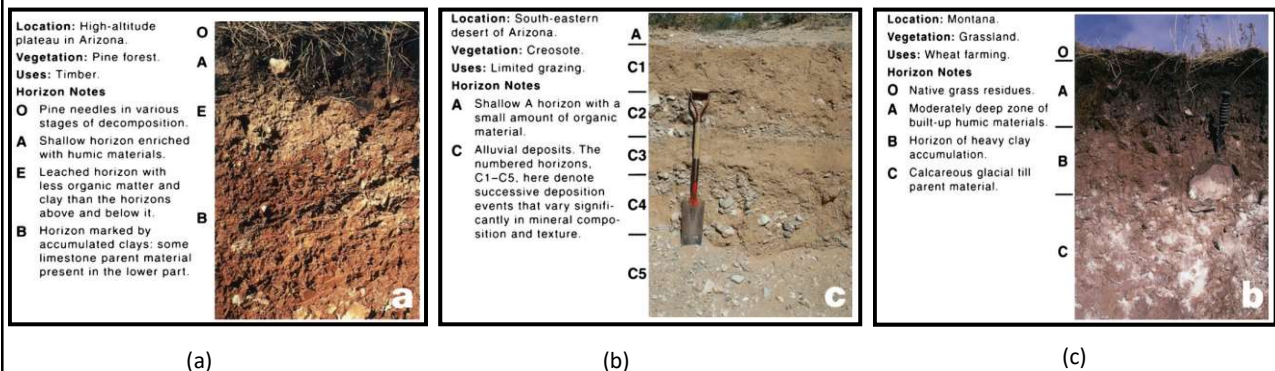 Location: High-altitude
plateau in Arizona.
Vegetation: Pine forest.
Uses: Timber.
Horizon Notes
O Pine needles in various
stages of decomposition.
A Shallow horizon enriched
with humic materials.
E Leached horizon with
less organic matter and
clay than the horizons
above and below it.
B Horizon marked by
accumulated clays: some
limestone parent material
present in the lower part.
O
A
E
B
a
(a)
Location: South-eastern
desert of Arizona.
Vegetation: Creosote.
Uses: Limited grazing.
Horizon Notes
A Shallow A horizon with a
small amount of organic
material.
C Alluvial deposits. The
numbered horizons,
C1–C5, here denote
successive deposition
events that vary signifi-
cantly in mineral compo-
sition and texture.
A
C1
C2
C3
C4
C5
c
(b)
Location: Montana.
Vegetation: Grassland.
Uses: Wheat farming.
Horizon Notes
O Native grass residues.
A Moderately deep zone of
built-up humic materials.
B Horizon of heavy clay
accumulation.
C Calcareous glacial till
parent material.
O
A
B
C
b
(c)